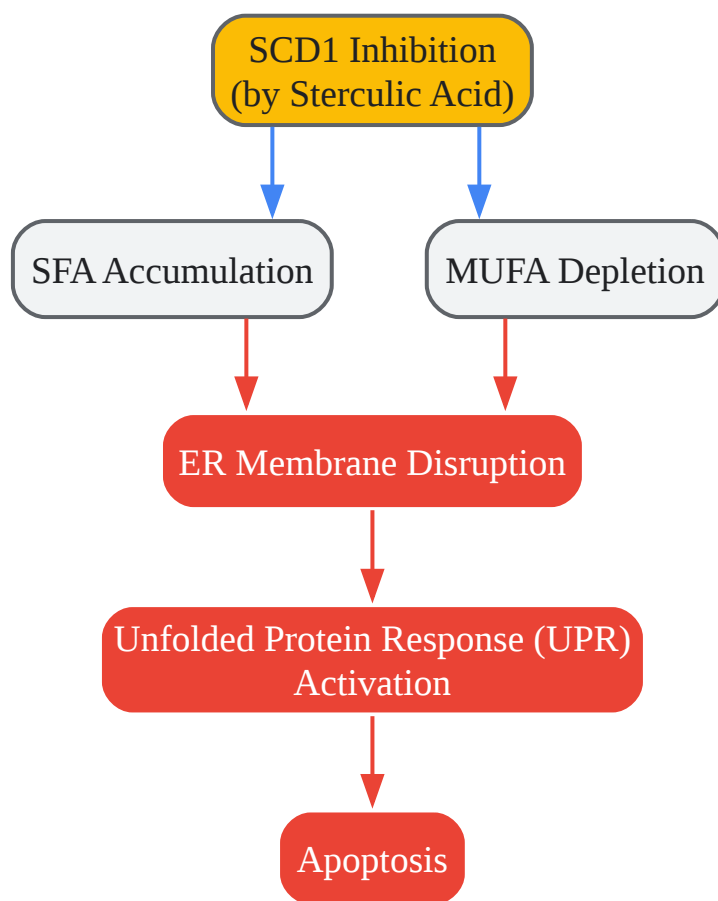 SCD1 Inhibition
(by Sterculic Acid)
SFA Accumulation
MUFA Depletion
ER Membrane Disruption
Unfolded Protein Response (UPR)
Activation
Apoptosis